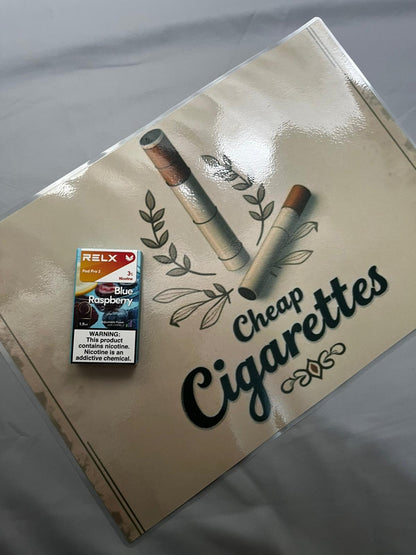 RELX
Pod Pro 2
3%
Nicotine
Blue
Raspberry
WARNING:
This product
contains nicotine.
Nicotine is an
addictive chemical.
Cheap
Cigarettes